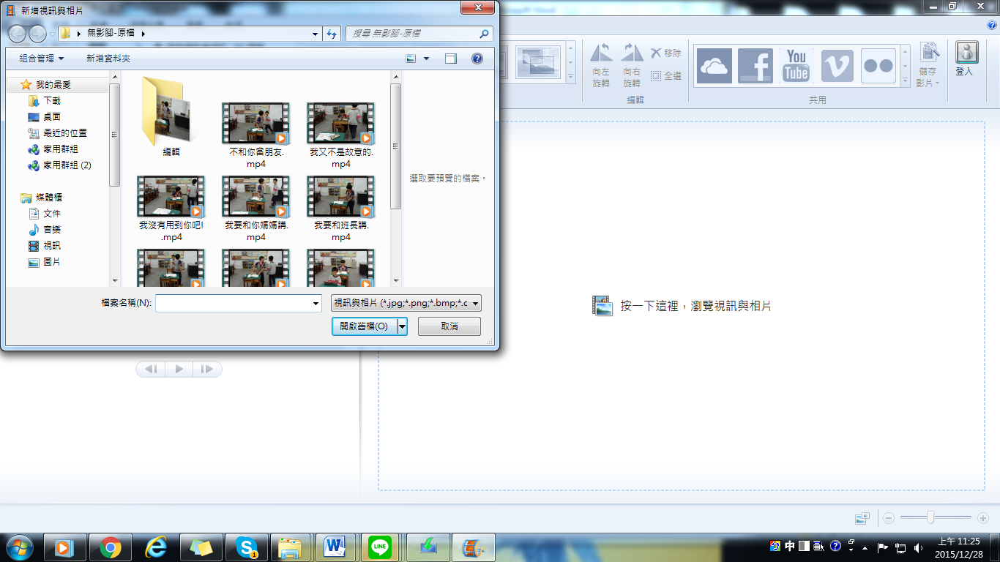 新增視訊與相片
無影腳-原檔
搜尋 無影腳-原檔
組合管理
新增資料夾
我的最愛
下載
桌面
最近的位置
家用群組
家用群組 (2)
媒體櫃
文件
音樂
視訊
圖片
編輯
不和你當朋友.
mp4
我又不是故意的.
mp4
我沒有用到你吧!
.mp4
我要和你媽媽講.
mp4
我要和班長講.
mp4
選取要預覽的檔案。
檔案名稱(N):
視訊與相片 (*.jpg;*.png;*.bmp;*.c
開啟舊檔(O)
取消
向左
旋轉
向右
旋轉
移除
全選
編輯
You
Tube
共用
儲存
影片
登入
按一下這裡，瀏覽視訊與相片
LINE
中
上午 11:25
2015/12/28